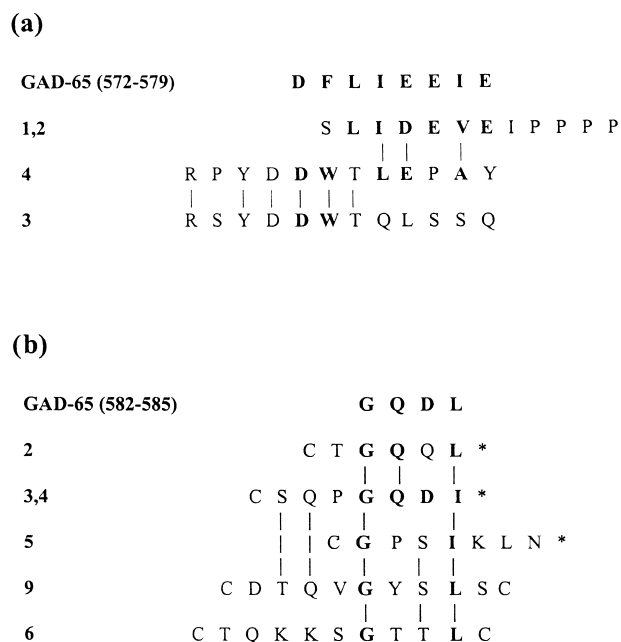 (a)
GAD-65 (572-579) D F L I E E I E
1,2 S L I D E V E I P P P P
4 R P Y D D W T L E P A Y
3 R S Y D D W T Q L S S Q
(b)
GAD-65 (582-585) G Q D L
2 C T G Q Q L *
3,4 C S Q P G Q D I *
5 C G P S I K L N *
9 C D T Q V G Y S L S C
6 C T Q K K S G T T L C